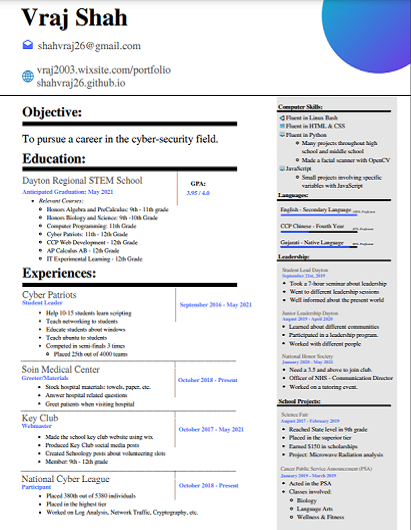 Vraj Shah
shahvraj26@gmail.com
vraj2003.wixsite.com/portfolio
shahvraj26.github.io
Objective:
To pursue a career in the cyber-security field.
Education:
Dayton Regional STEM School
Anticipated Graduation: May 2021
GPA:
3.95 / 4.0
Relevant Courses:
Honors Algebra and PreCalculus: 9th - 11th grade
Honors Biology and Science: 9th -10th Grade
Computer Programming: 11th Grade
Cyber Patriots: 11th - 12th Grade
CCP Web Development - 12th Grade
AP Calculus AB - 12th Grade
IT Experimental Learning - 12th Grade
Experiences:
Cyber Patriots
Student Leader
September 2016 - May 2021
Help 10-15 students learn scripting
Teach networking to students
Educate students about windows
Teach ubuntu to students
Competed in semi-finals 3 times
Placed 25th out of 4000 teams
Soin Medical Center
Greeter/Materials
October 2018 - Present
Stock hospital materials: towels, paper, etc.
Answer hospital related questions
Great patients when visiting hospital
Key Club
Webmaster
October 2017 - May 2021
Made the school key club website using wix
Produced Key Club social media posts
Created Schoology posts about volunteering slots
Member: 9th - 12th grade
National Cyber League
Participant
October 2018 - Present
Placed 380th out of 5380 individuals
Placed in the highest tier
Worked on Log Analysis, Network Traffic, Cryptography, etc.
Computer Skills:
Fluent in Linux Bash
Fluent in HTML & CSS
Fluent in Python
Many projects throughout high
school and middle school
Made a facial scanner with OpenCV
JavaScript
Small projects involving specific
variables with JavaScript
Languages:
English - Secondary Language
CCP Chinese - Fourth Year
Gujarati - Native Language
Leadership:
Student Lead Dayton
September 21st, 2019
Took a 7-hour seminar about leadership
Went to different leadership sessions
Well informed about the present world
Junior Leadership Dayton
August 2019 - April 2020
Learned about different communities
Participated in a leadership program.
Worked with different people
National Honor Society
January 2020 - May 2021
Need a 3.5 and above to join club.
Officer of NHS - Communication Director
Worked on a tutoring event.
School Projects:
Science Fair
August 2017 - February 2019
Reached State level in 9th grade
Placed in the superior tier
Earned $150 in scholarships
Project: Microwave Radiation analysis
Cancer Public Service Announcement (PSA)
January 2019 - March 2019
Acted in the PSA
Classes involved:
Biology
Language Arts
Wellness & Fitness